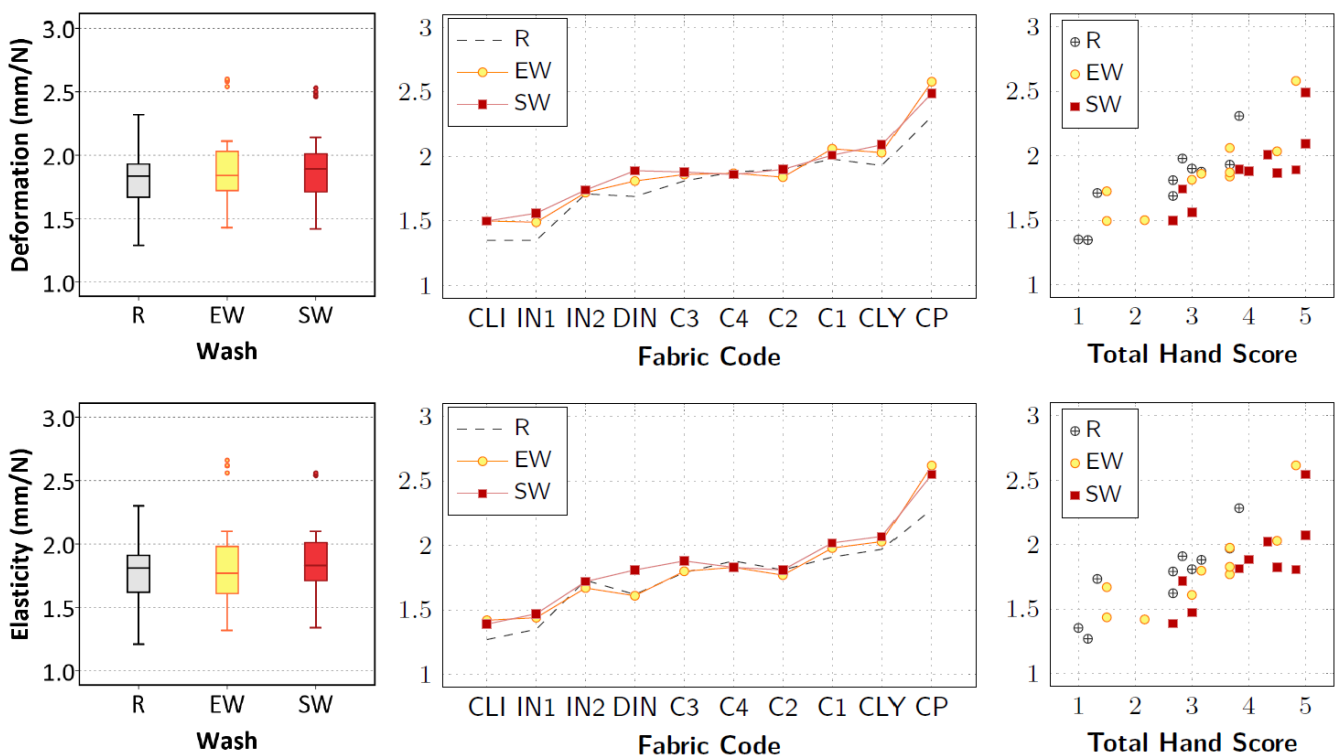 Deformation (mm/N)
3.0
2.5
2.0
1.5
1.0
R EW SW
Wash
3
2.5
2
1.5
1
R
EW
SW
CLI IN1 IN2 DIN C3 C4 C2 C1 CLY CP
Fabric Code
3
2.5
2
1.5
1
R
EW
SW
1 2 3 4 5
Total Hand Score
Elasticity (mm/N)
3.0
2.5
2.0
1.5
1.0
R EW SW
Wash
3
2.5
2
1.5
1
R
EW
SW
CLI IN1 IN2 DIN C3 C4 C2 C1 CLY CP
Fabric Code
3
2.5
2
1.5
1
R
EW
SW
1 2 3 4 5
Total Hand Score